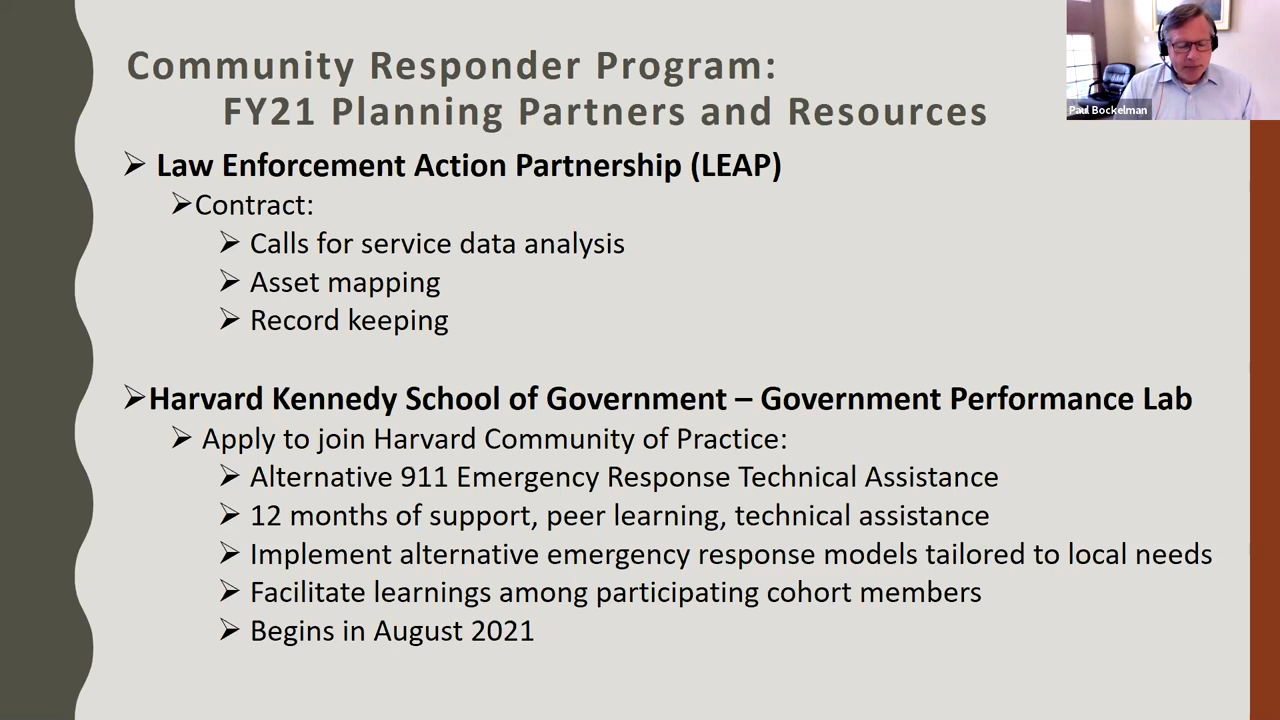 Community Responder Program:
FY21 Planning Partners and Resources
Paul Bockelman
Law Enforcement Action Partnership (LEAP)
Contract:
Calls for service data analysis
Asset mapping
Record keeping
Harvard Kennedy School of Government – Government Performance Lab
Apply to join Harvard Community of Practice:
Alternative 911 Emergency Response Technical Assistance
12 months of support, peer learning, technical assistance
Implement alternative emergency response models tailored to local needs
Facilitate learnings among participating cohort members
Begins in August 2021